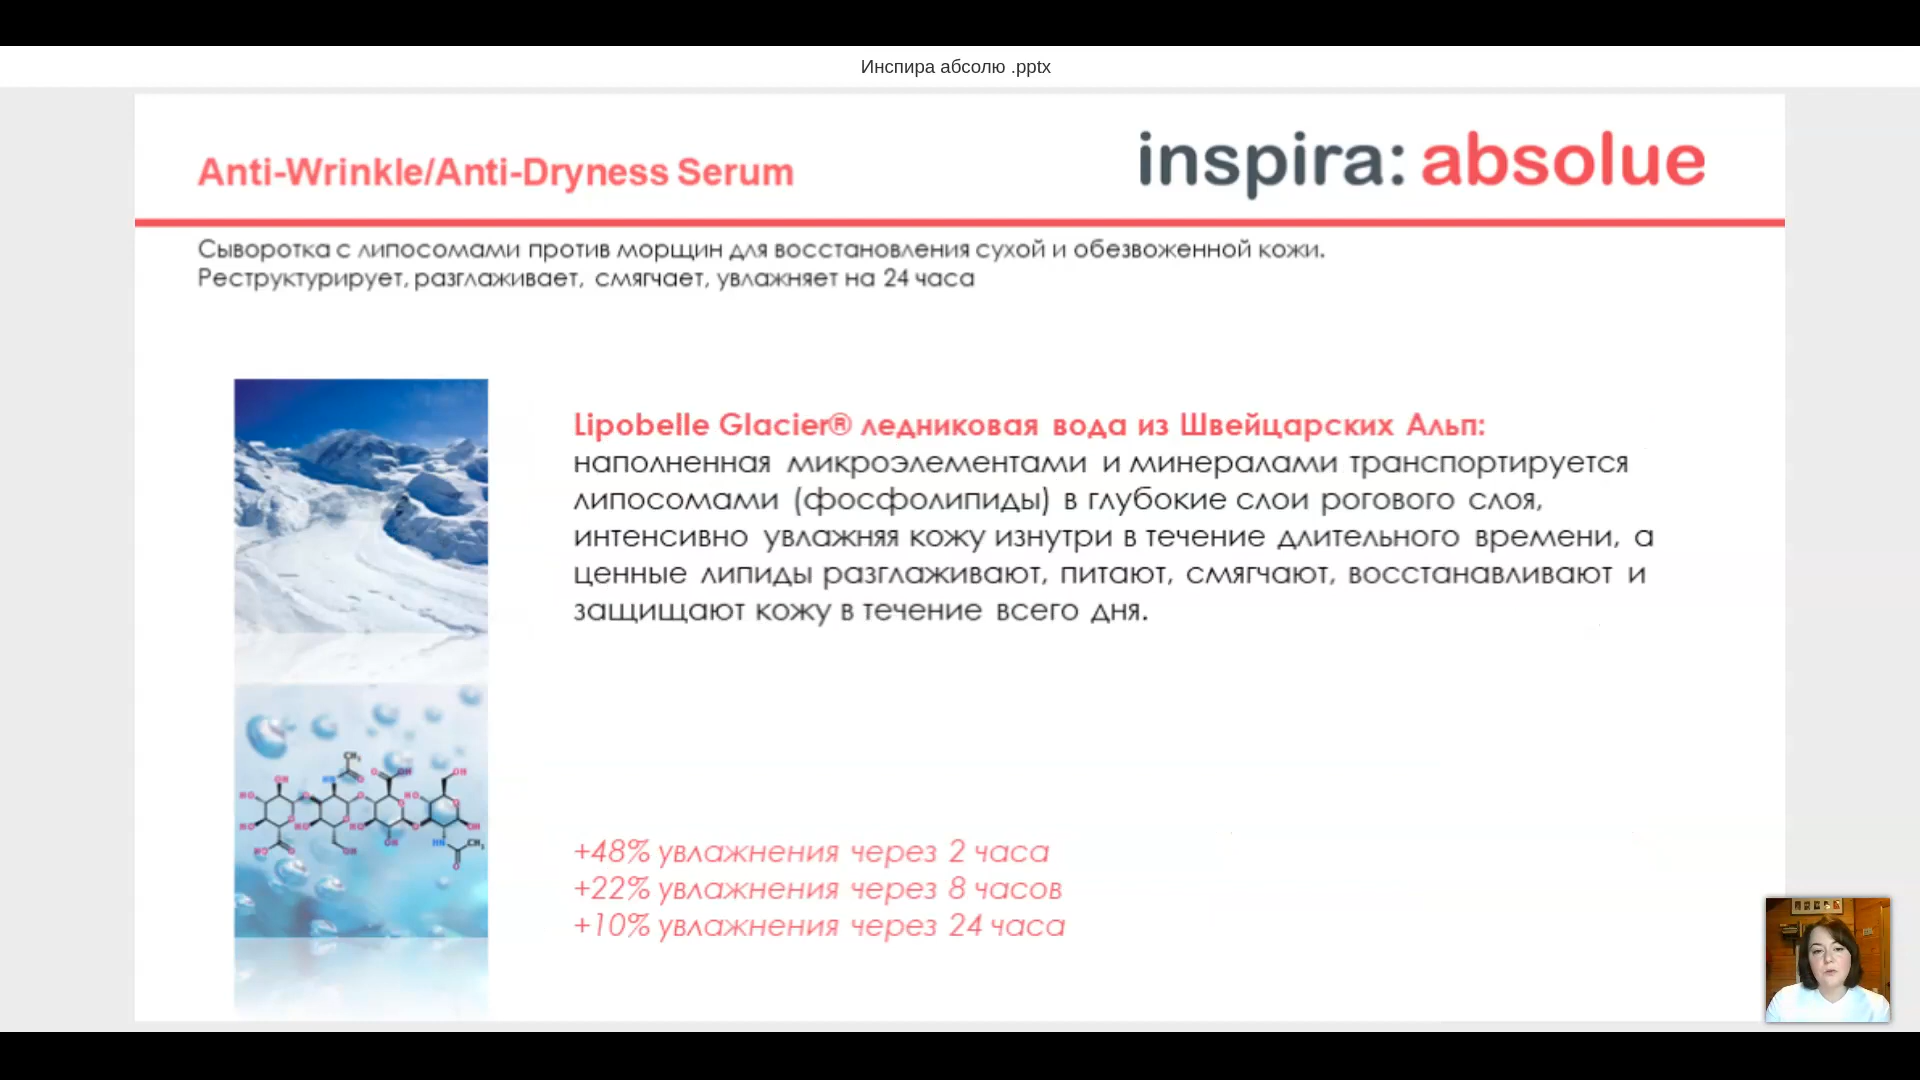 Инспира абсолю .pptx
Anti-Wrinkle/Anti-Dryness Serum
inspira: absolue
Сыворотка с липосомами против морщин для восстановления сухой и обезвоженной кожи.
Реструктурирует, разглаживает, смягчает, увлажняет на 24 часа
Lipobelle Glacier® ледниковая вода из Швейцарских Альп:
наполненная микроэлементами и минералами транспортируется
липосомами (фосфолипиды) в глубокие слои рогового слоя,
интенсивно увлажняя кожу изнутри в течение длительного времени, а
ценные липиды разглаживают, питают, смягчают, восстанавливают и
защищают кожу в течение всего дня.
+48% увлажнения через 2 часа
+22% увлажнения через 8 часов
+10% увлажнения через 24 часа